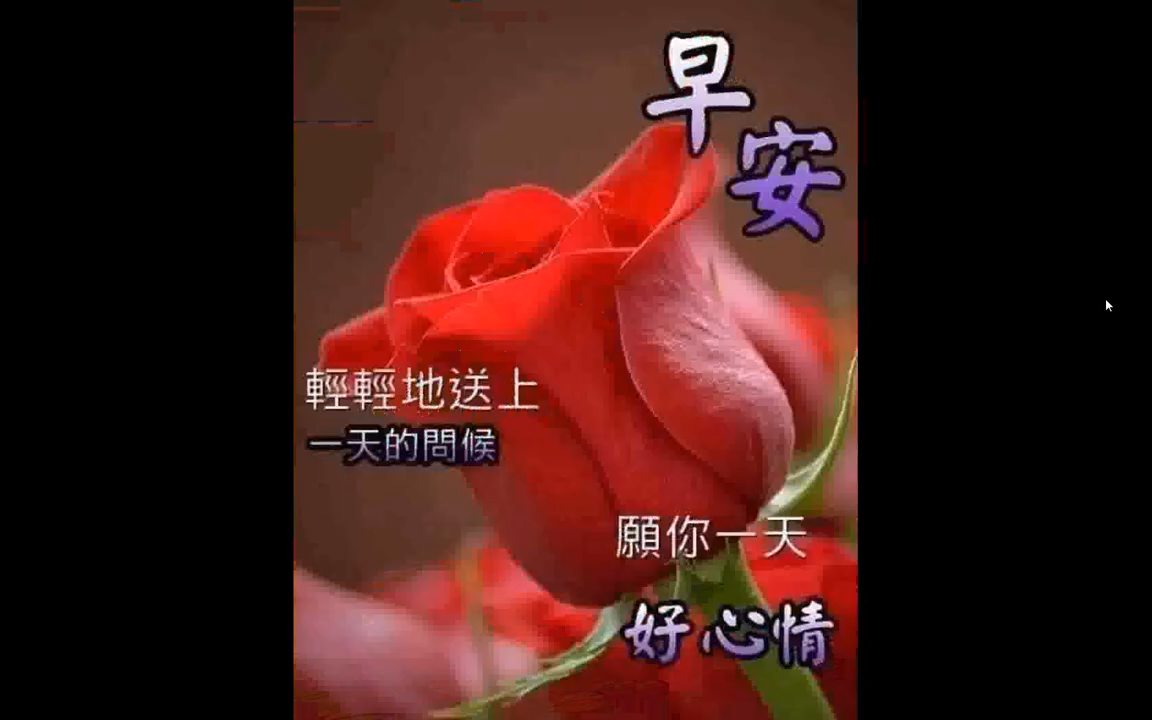 早安
輕輕地送上
一天的問候
願你一天
好心情